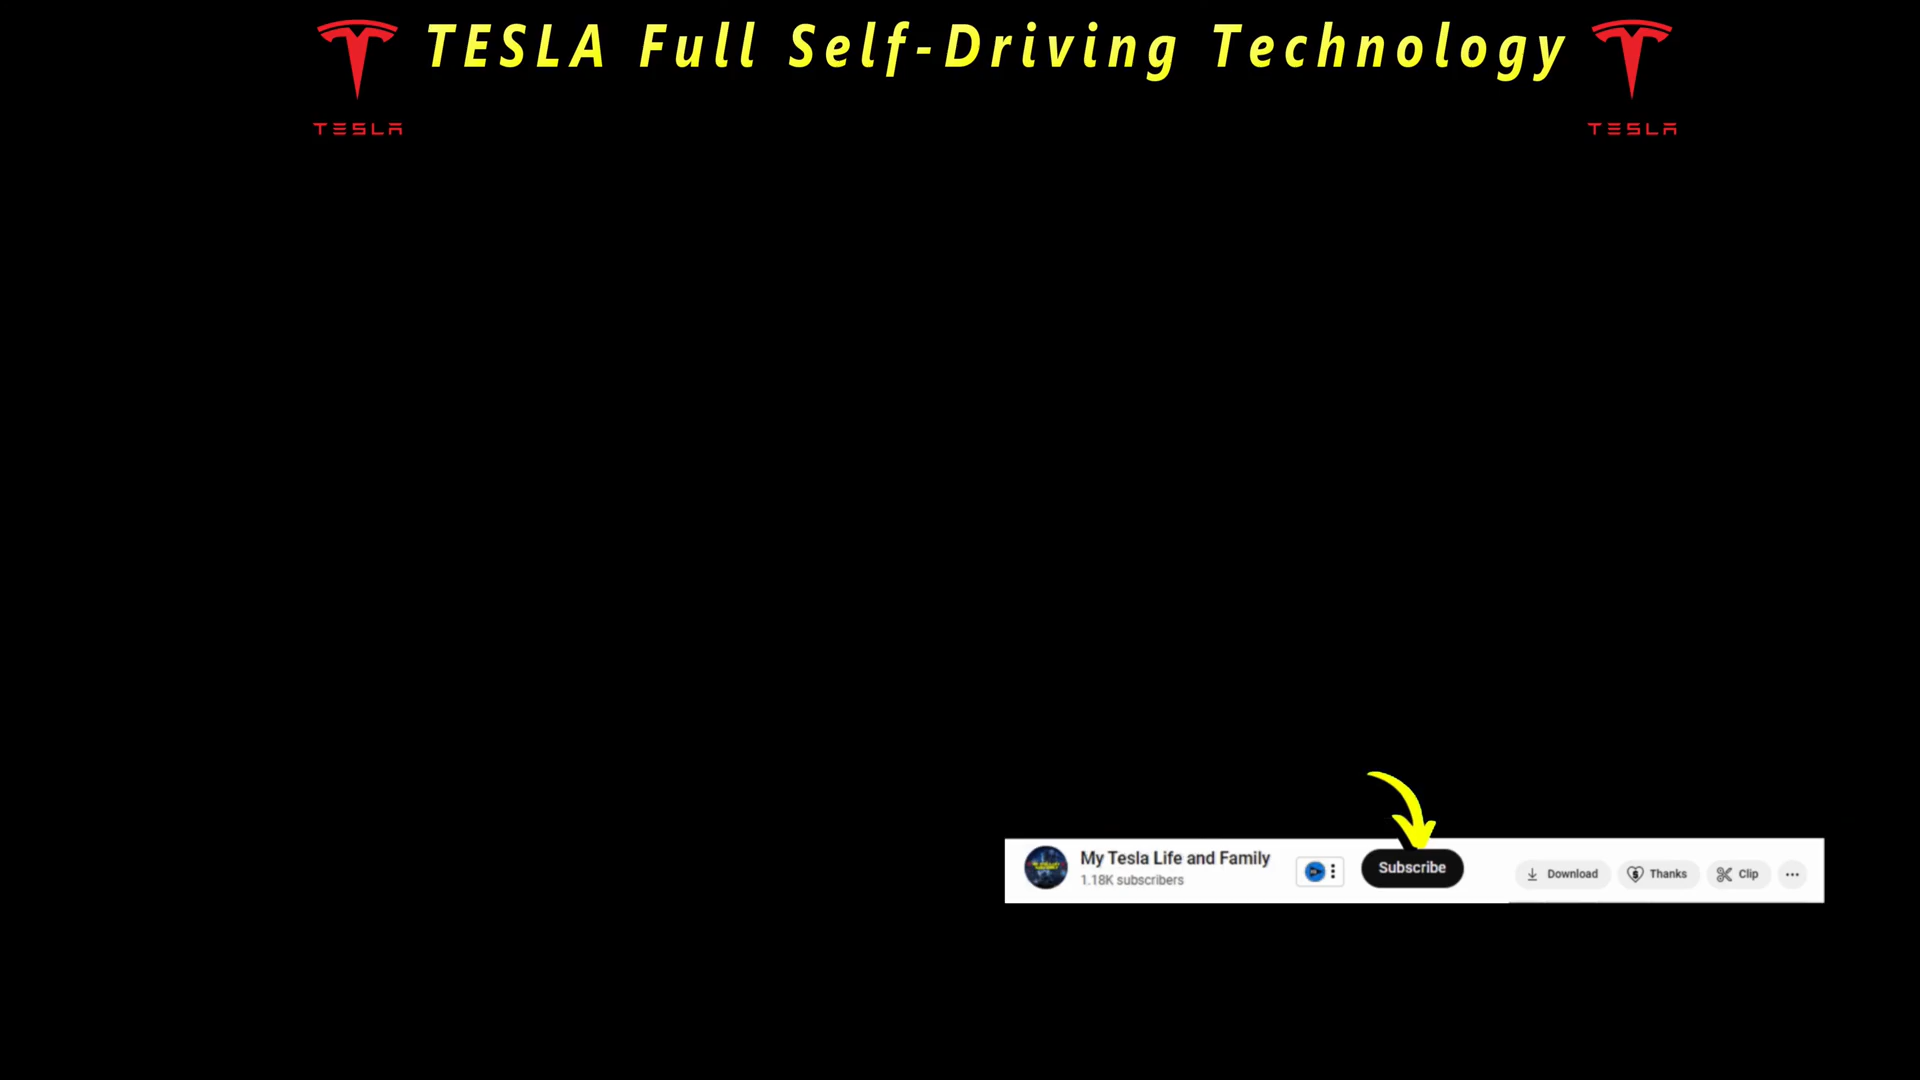 TESLA Full Self-Driving Technology
TESLA
TESLA
My Tesla Life and Family
1.18K subscribers
Subscribe
Download
Thanks
Clip